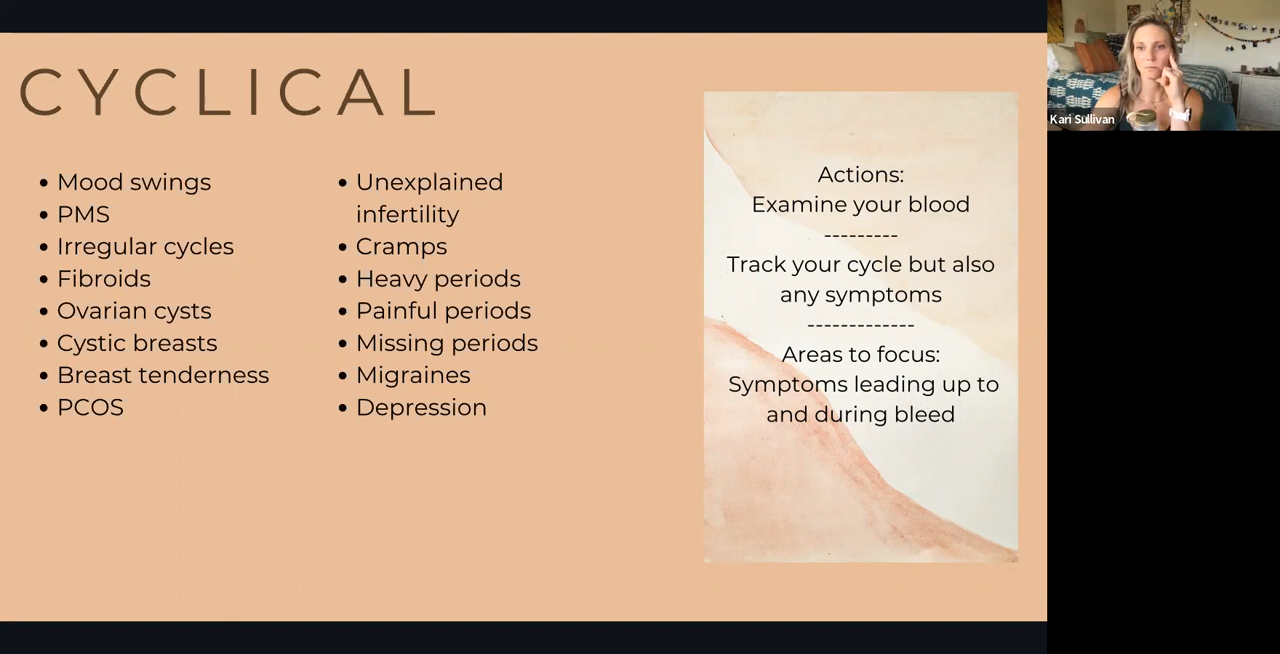 CYCLICAL
• Mood swings
• PMS
• Irregular cycles
• Fibroids
• Ovarian cysts
• Cystic breasts
• Breast tenderness
• PCOS
• Unexplained
infertility
• Cramps
• Heavy periods
• Painful periods
• Missing periods
• Migraines
• Depression
Actions:
Examine your blood
---------
Track your cycle but also
any symptoms
-------------
Areas to focus:
Symptoms leading up to
and during bleed
Kari Sullivan